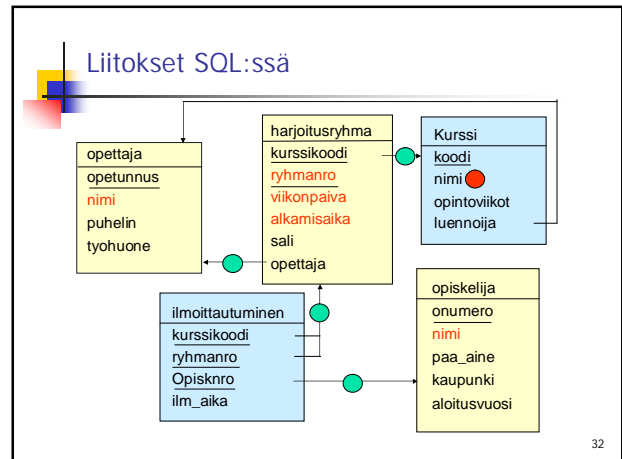 Liitokset SQL:ssä
opettaja
opetunnus
nimi
puhelin
tyohuone
harjoitusryhma
kurssikoodi
ryhmanro
viikonpaiva
alkamisaika
sali
opettaja
Kurssi
koodi
nimi
opintoviikot
luennoija
ilmoittautuminen
kurssikoodi
ryhmanro
Opisknro
ilm_aika
opiskelija
onumero
nimi
paa_aine
kaupunki
aloitusvuosi
32